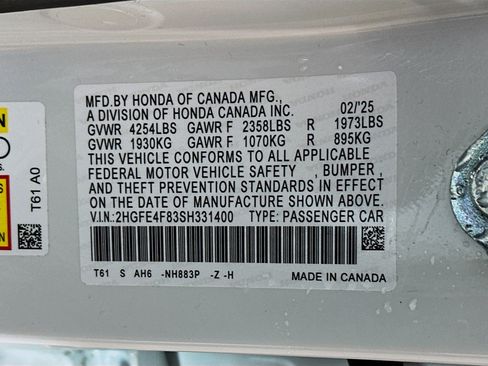 MFD.BY HONDA OF CANADA MFG.,
A DIVISION OF HONDA CANADA INC. 02/'25
GVWR 4254LBS GAWR F 2358LBS R 1973LBS
GVWR 1930KG GAWR F 1070KG R 895KG
THIS VEHICLE CONFORMS TO ALL APPLICABLE
FEDERAL MOTOR VEHICLE SAFETY , BUMPER ,
AND THEFT PREVENTION STANDARDS IN EFFECT
ON THE DATE OF MANUFACTURE SHOWN ABOVE.
V.I.N.:2HGFE4F83SH331400 TYPE: PASSENGER CAR
T61 S AH6 -NH883P -Z -H MADE IN CANADA
T61 A0